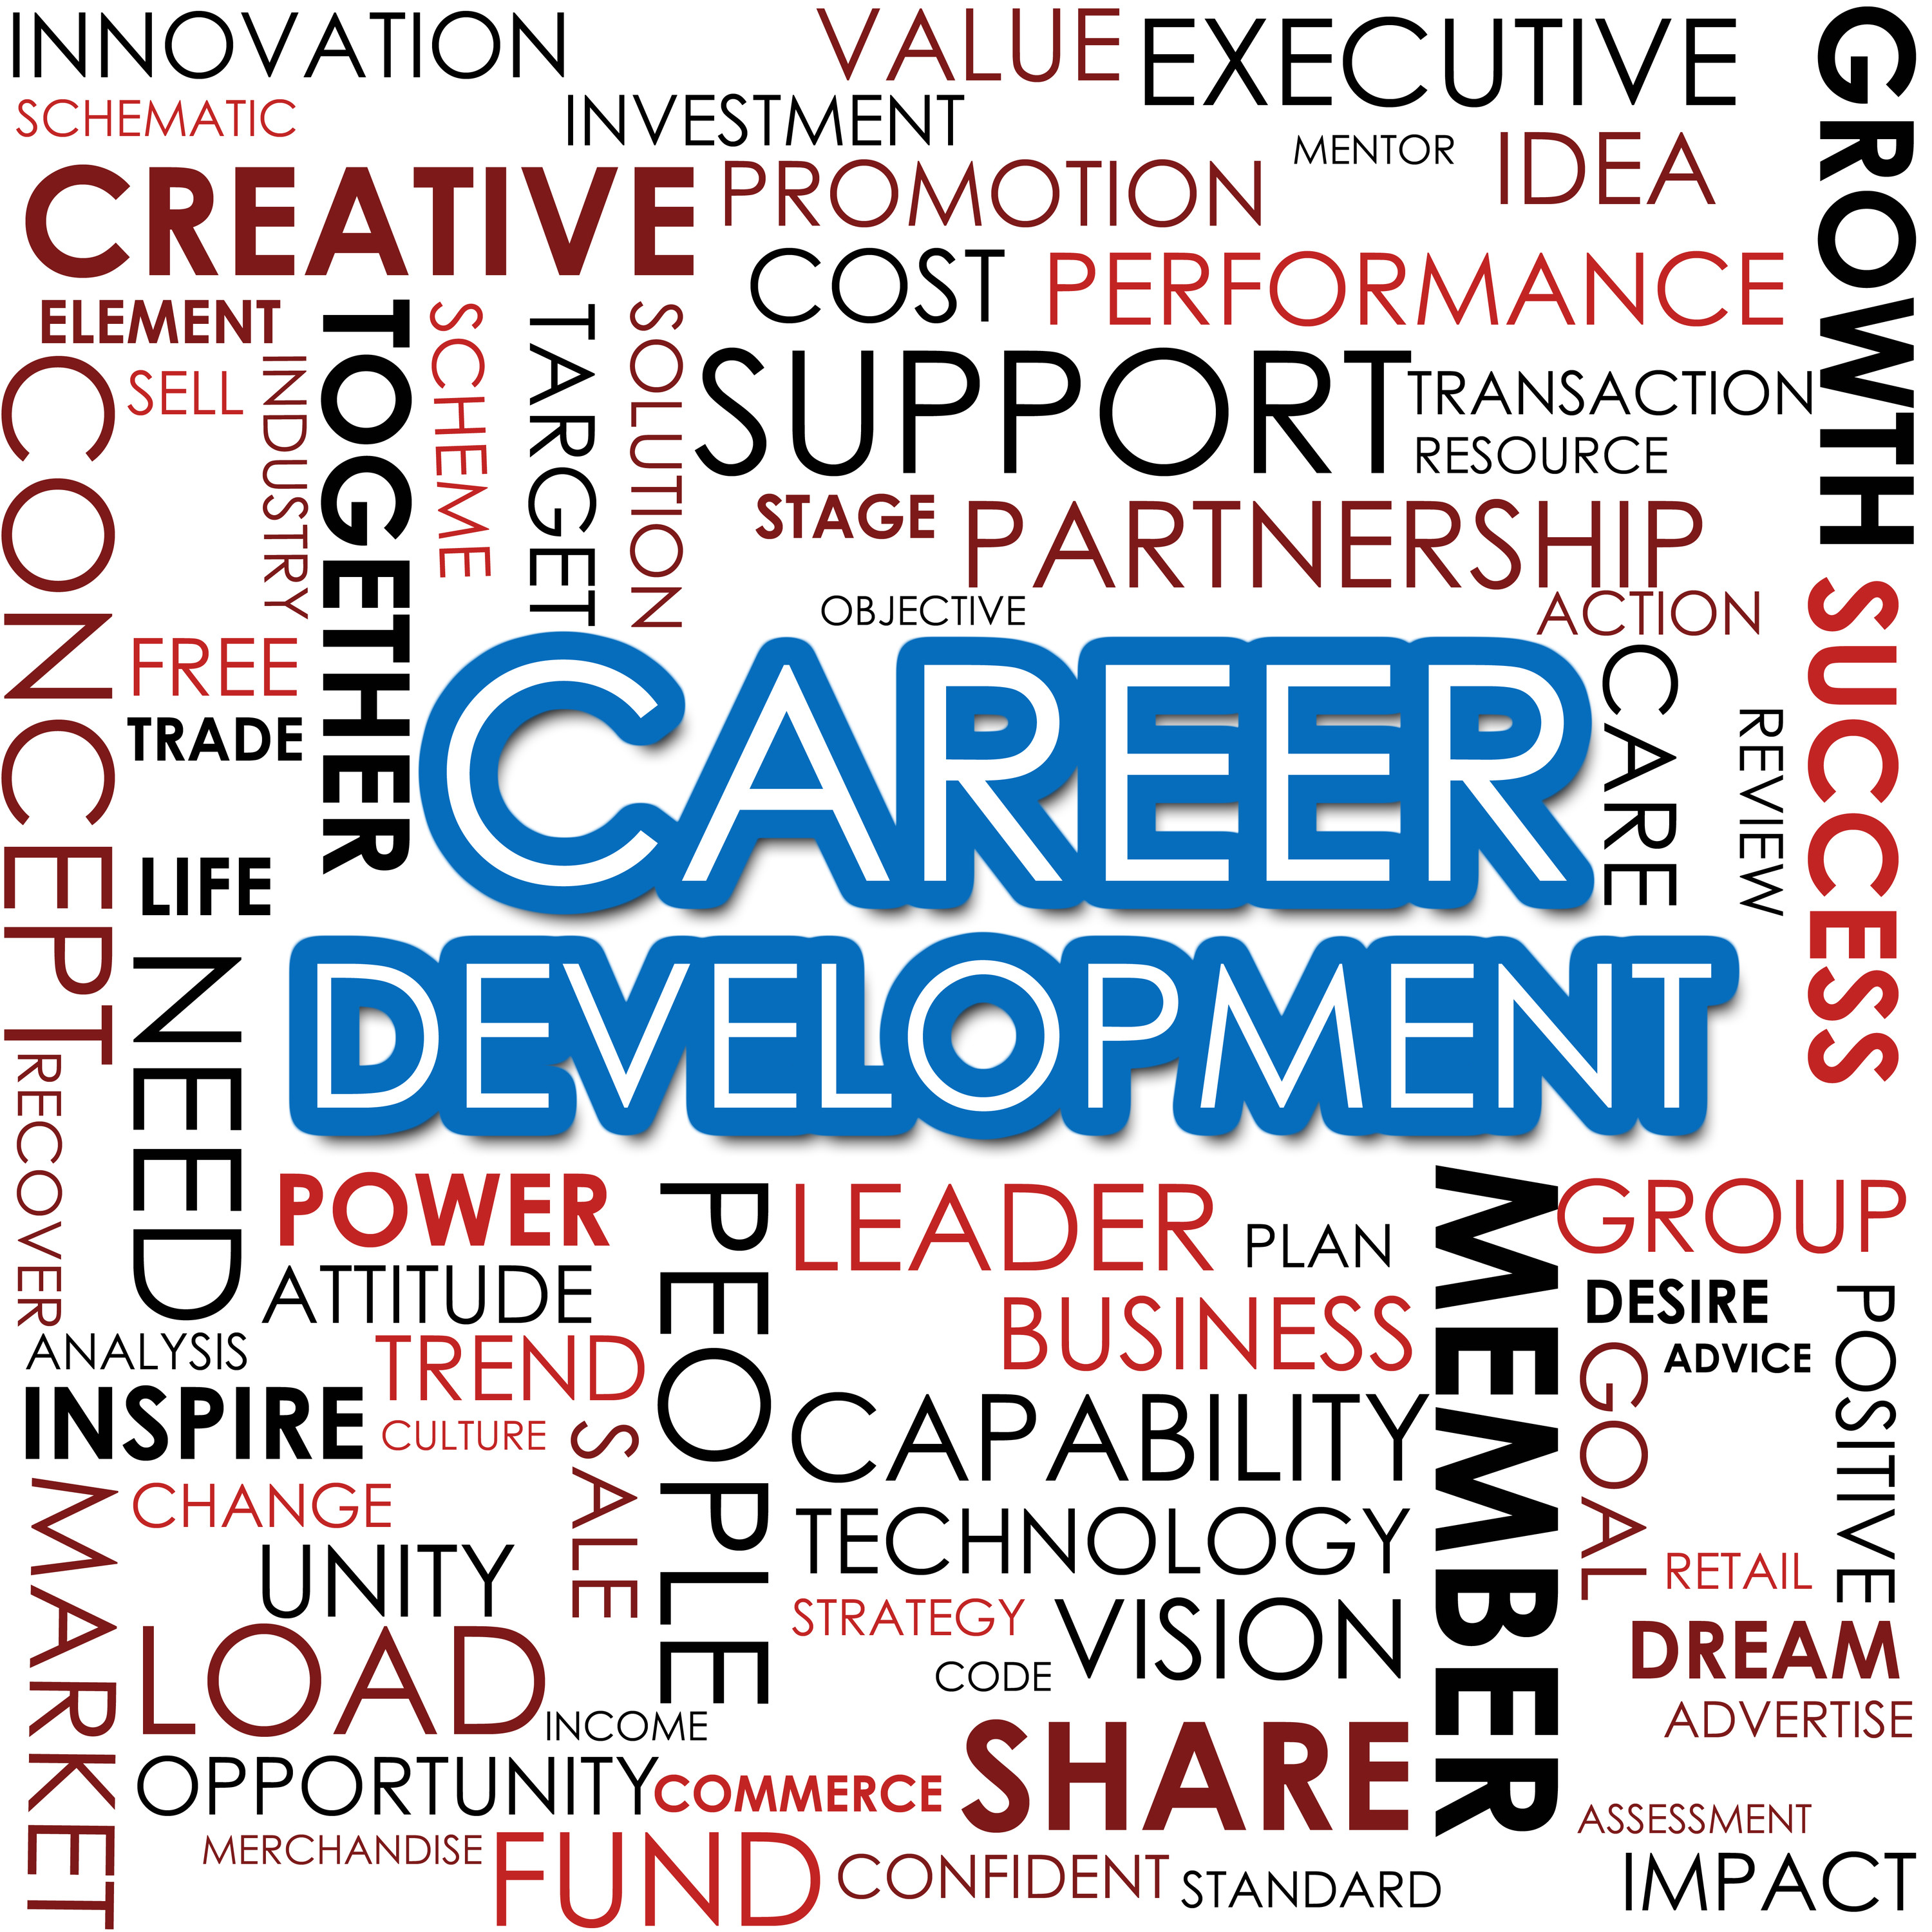 INNOVATION
VALUE
EXECUTIVE
GROWTH
SCHEMATIC
INVESTMENT
MENTOR
IDEA
CREATIVE
PROMOTION
COST
PERFORMANCE
ELEMENT
TOGETHER
SCHEME
TARGET
SOLUTION
SUPPORT
TRANSACTION
CONCEPT
SELL
INDUSTRY
RESOURCE
STAGE
PARTNERSHIP
OBJECTIVE
ACTION
SUCCESS
FREE
CAREER
CARE
REVIEW
TRADE
LIFE
DEVELOPMENT
NEED
RECOVER
POWER
PEOPLE
LEADER
PLAN
MEMBER
GROUP
ATTITUDE
BUSINESS
DESIRE
POSITIVE
ANALYSIS
TREND
GOAL
ADVICE
INSPIRE
CULTURE
SALE
CAPABILITY
MARKET
CHANGE
TECHNOLOGY
UNITY
RETAIL
STRATEGY
VISION
LOAD
CODE
DREAM
INCOME
SHARE
ADVERTISE
OPPORTUNITY
COMMERCE
ASSESSMENT
MERCHANDISE
FUND
CONFIDENT
STANDARD
IMPACT